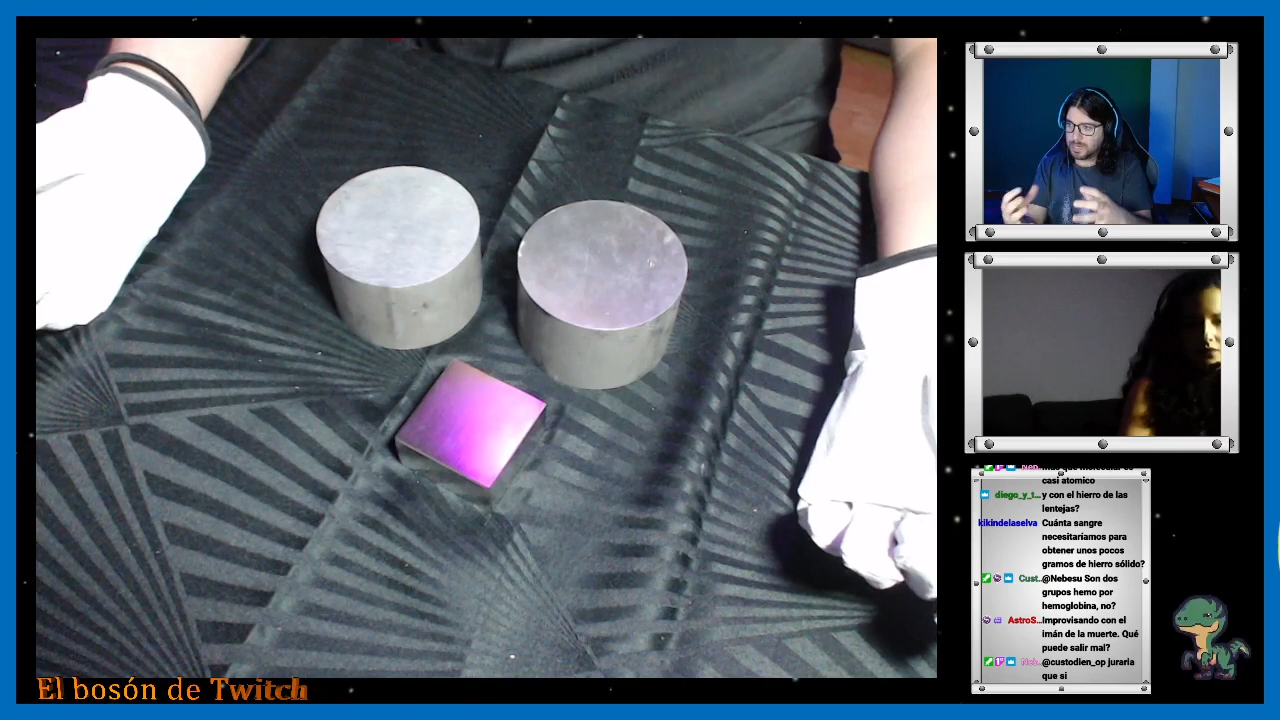 El bosón de Twitch
casi atomico
diego_y_t... y con el hierro de las
lentejas?
kikindelaselva Cuánta sangre
necesitaríamos para
obtener unos pocos
gramos de hierro sólido?
Cust... @Nebesu Son dos
grupos hemo por
hemoglobina, no?
AstroS... Improvisando con el
imán de la muerte. Qué
puede salir mal?
Neb... @custodien_op juraria
que si